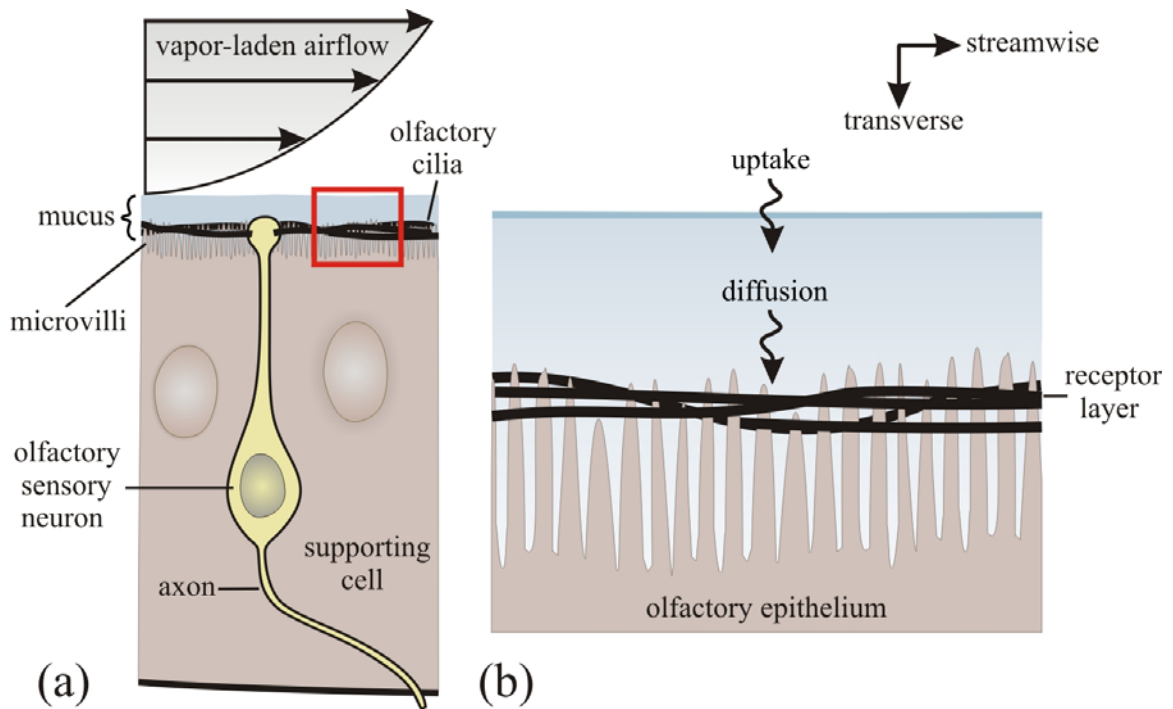 vapor-laden airflow
olfactory
cilia
mucus
microvilli
olfactory
sensory
neuron
supporting
cell
axon
(a)
streamwise
transverse
uptake
diffusion
receptor
layer
olfactory epithelium
(b)